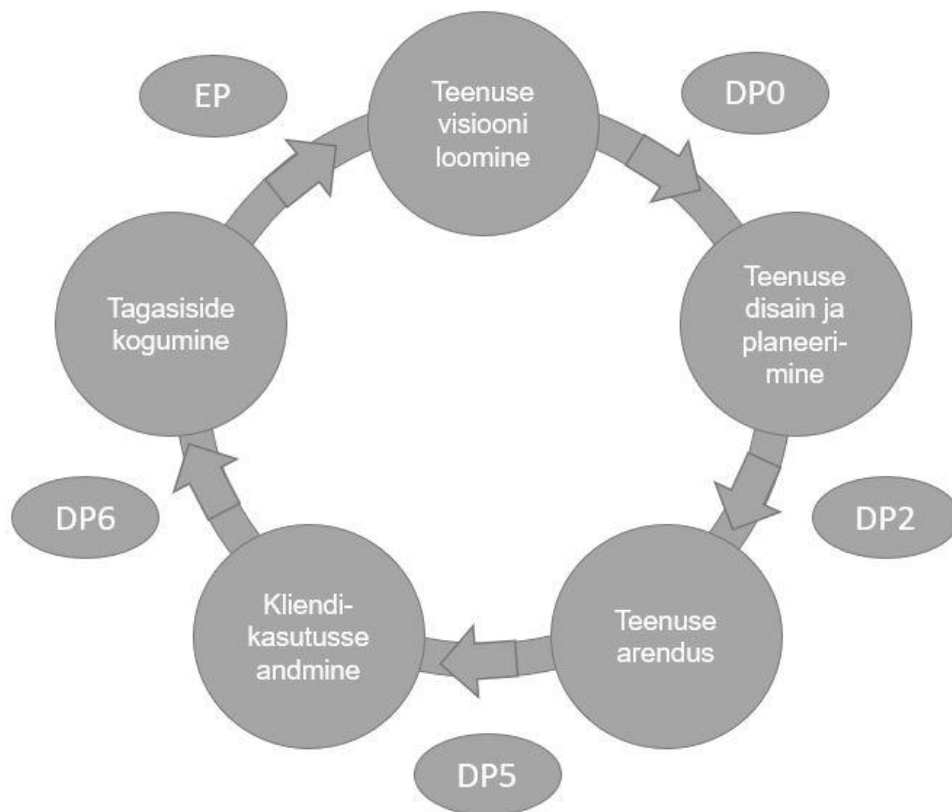 Teenuse
visiooni
loomine
DP0
Teenuse
disain ja
planeeri-
mine
DP2
Teenuse
arendus
DP5
Kliendi-
kasutusse
andmine
DP6
Tagasiside
kogumine
EP